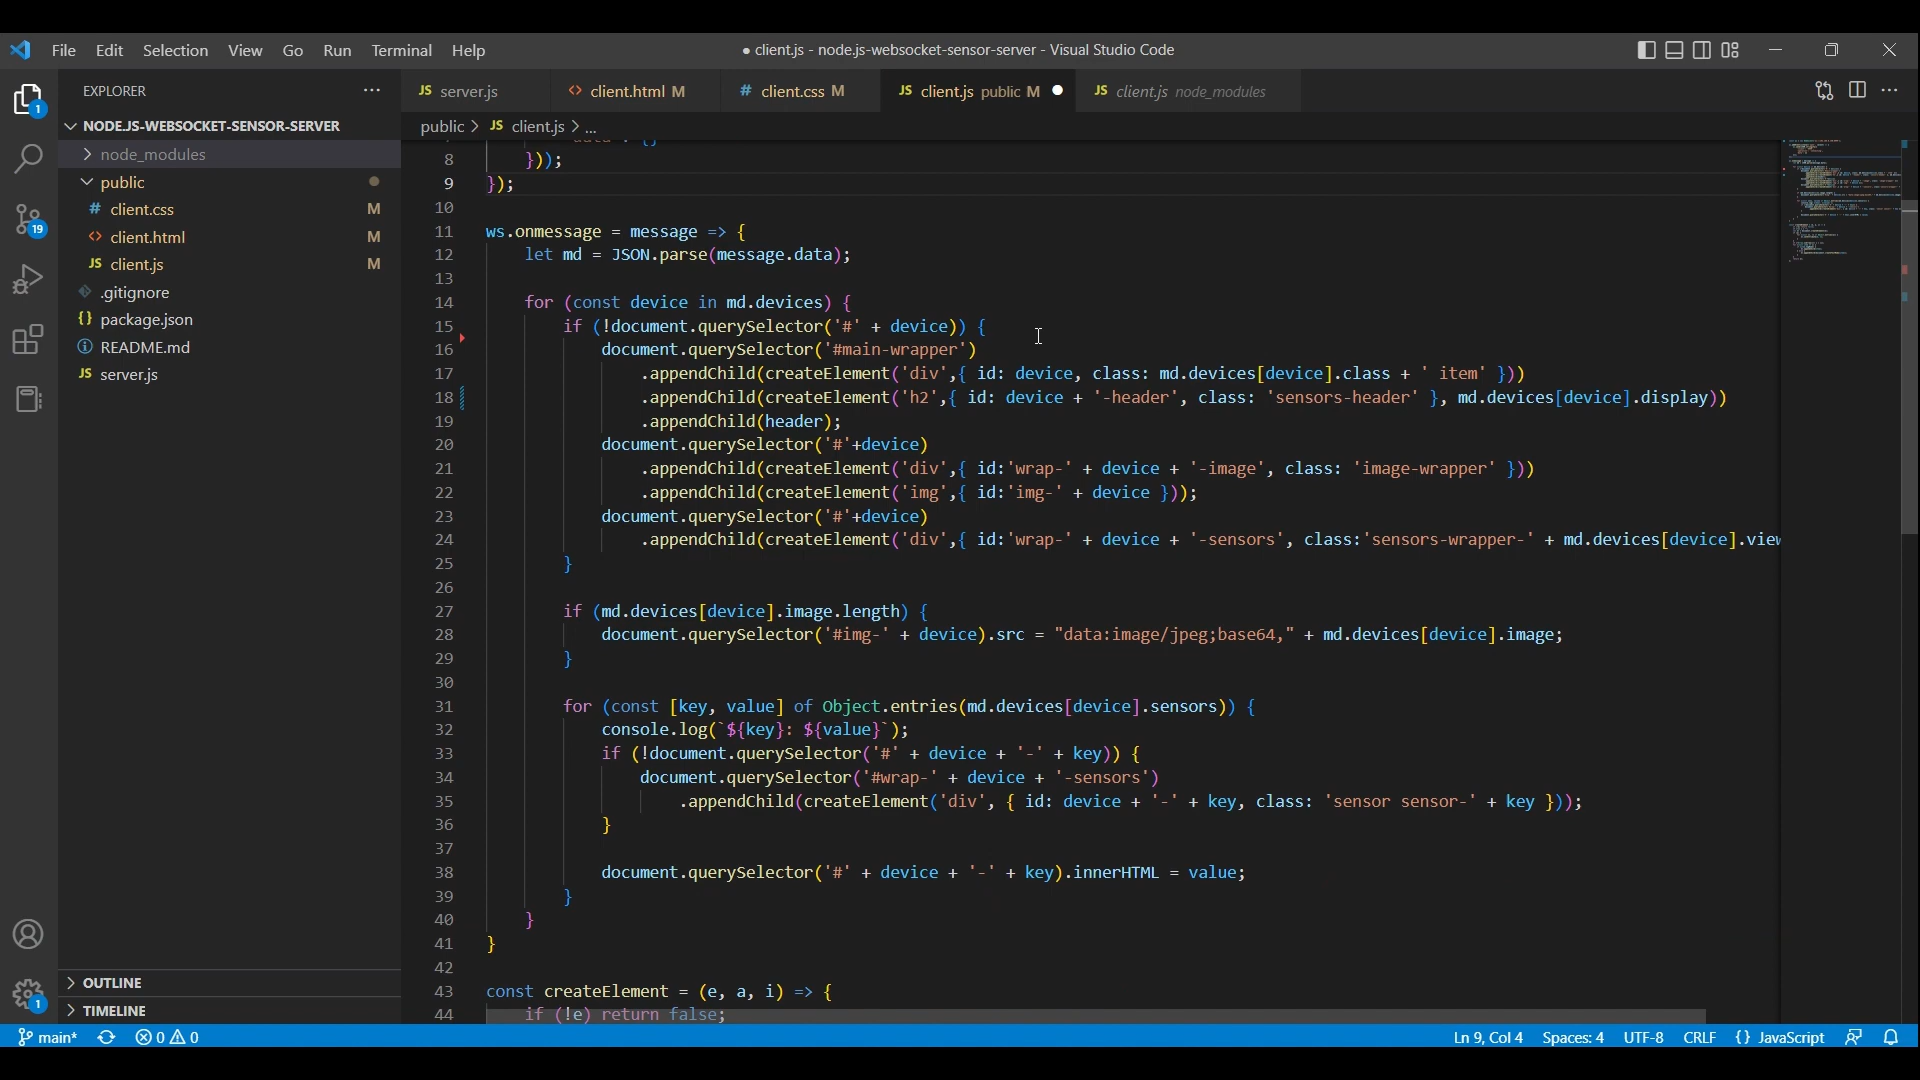 File Edit Selection View Go Run Terminal Help
● client.js - node.js-websocket-sensor-server - Visual Studio Code
EXPLORER
NODE.JS-WEBSOCKET-SENSOR-SERVER
node_modules
public
# client.css M
<> client.html M
JS client.js M
.gitignore
{} package.json
README.md
JS server.js
OUTLINE
TIMELINE
1
19
1
JS server.js
<> client.html M
# client.css M
JS client.js public M
JS client.js node_modules
public > JS client.js > ...
8 }));
9 });
10
11 ws.onmessage = message => {
12 let md = JSON.parse(message.data);
13
14 for (const device in md.devices) {
15 if (!document.querySelector('#' + device)) {
16 document.querySelector('#main-wrapper')
17 .appendChild(createElement('div',{ id: device, class: md.devices[device].class + ' item' }))
18 .appendChild(createElement('h2',{ id: device + '-header', class: 'sensors-header' }, md.devices[device].display))
19 .appendChild(header);
20 document.querySelector('#'+device)
21 .appendChild(createElement('div',{ id:'wrap-' + device + '-image', class: 'image-wrapper' }))
22 .appendChild(createElement('img',{ id:'img-' + device }));
23 document.querySelector('#'+device)
24 .appendChild(createElement('div',{ id:'wrap-' + device + '-sensors', class:'sensors-wrapper-' + md.devices[device].view
25 }
26
27 if (md.devices[device].image.length) {
28 document.querySelector('#img-' + device).src = "data:image/jpeg;base64," + md.devices[device].image;
29 }
30
31 for (const [key, value] of Object.entries(md.devices[device].sensors)) {
32 console.log(`${key}: ${value}`);
33 if (!document.querySelector('#' + device + '-' + key)) {
34 document.querySelector('#wrap-' + device + '-sensors')
35 .appendChild(createElement('div', { id: device + '-' + key, class: 'sensor sensor-' + key }));
36 }
37
38 document.querySelector('#' + device + '-' + key).innerHTML = value;
39 }
40 }
41 }
42
43 const createElement = (e, a, i) => {
44 if (!e) return false;
main* 0 0 Ln 9, Col 4 Spaces: 4 UTF-8 CRLF {} JavaScript